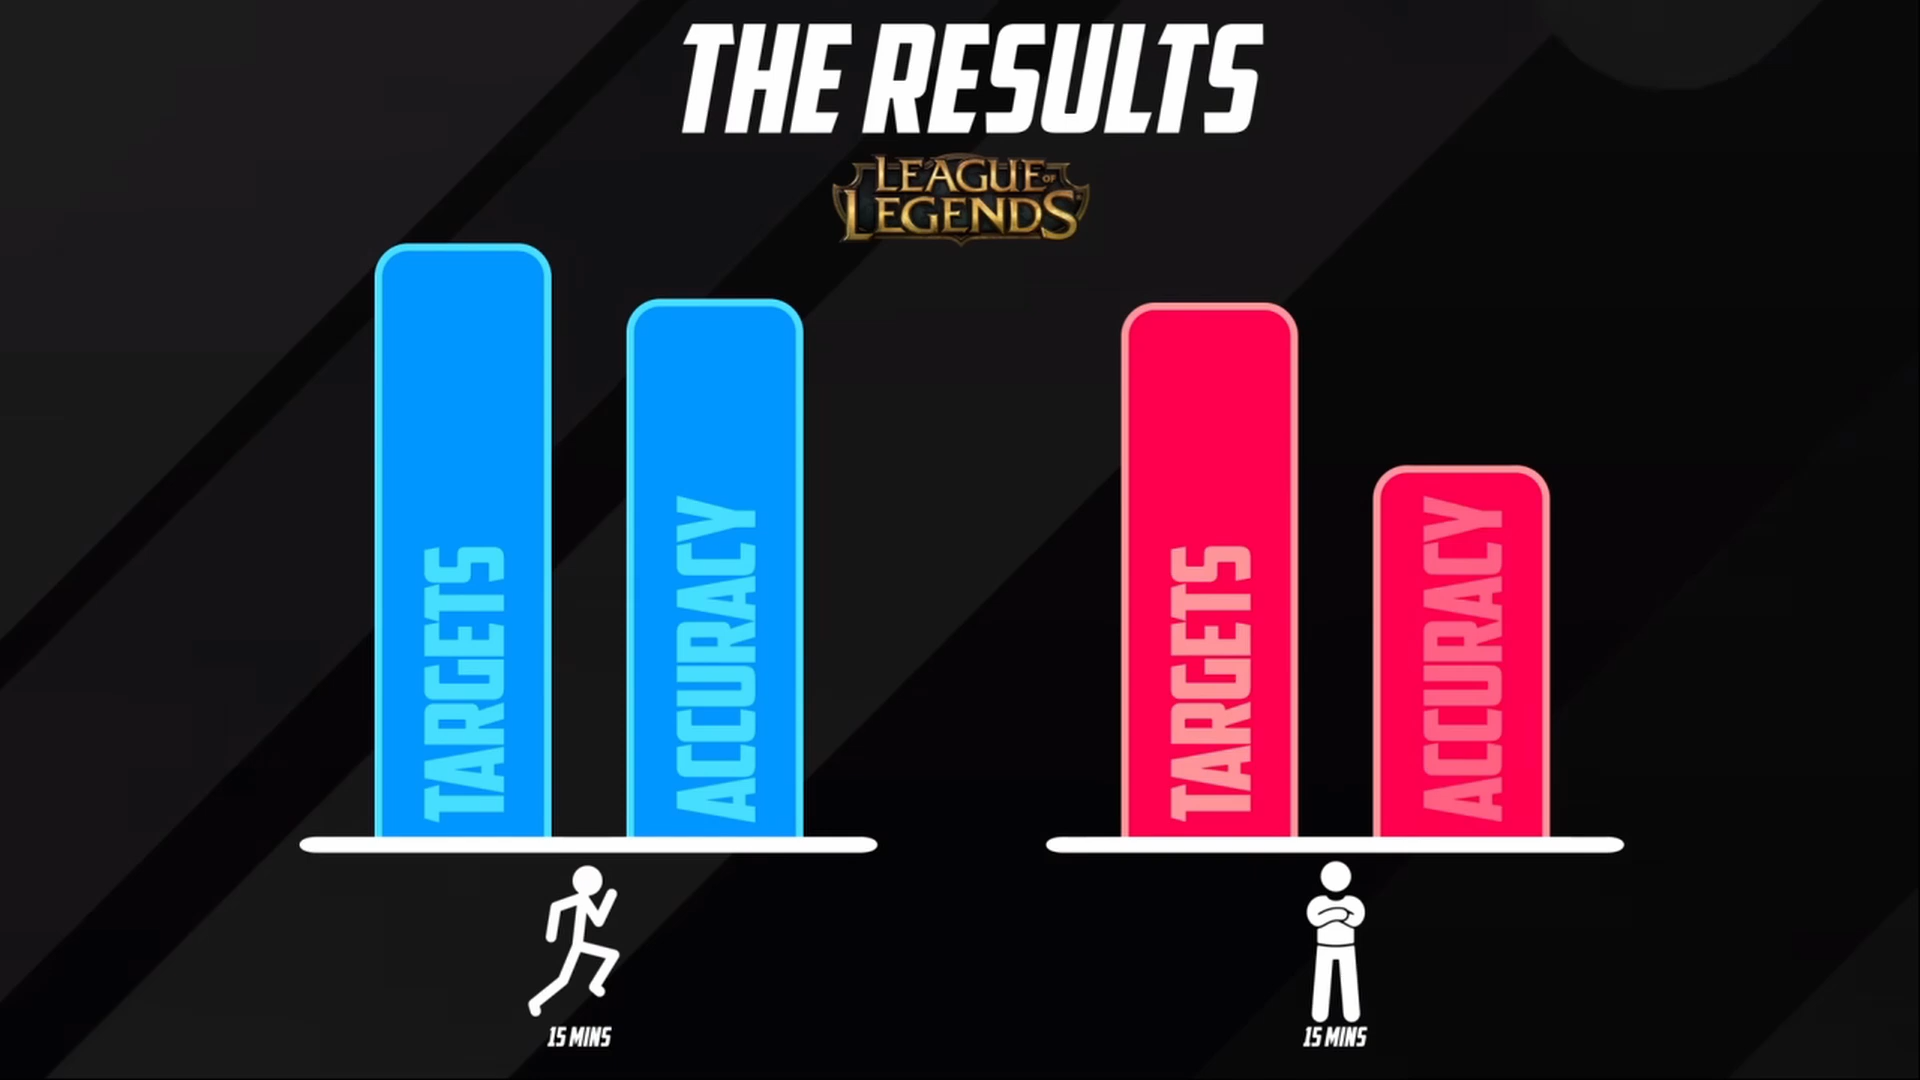 THE RESULTS
LEAGUE OF
LEGENDS
TARGETS
ACCURACY
TARGETS
ACCURACY
15 MINS
15 MINS